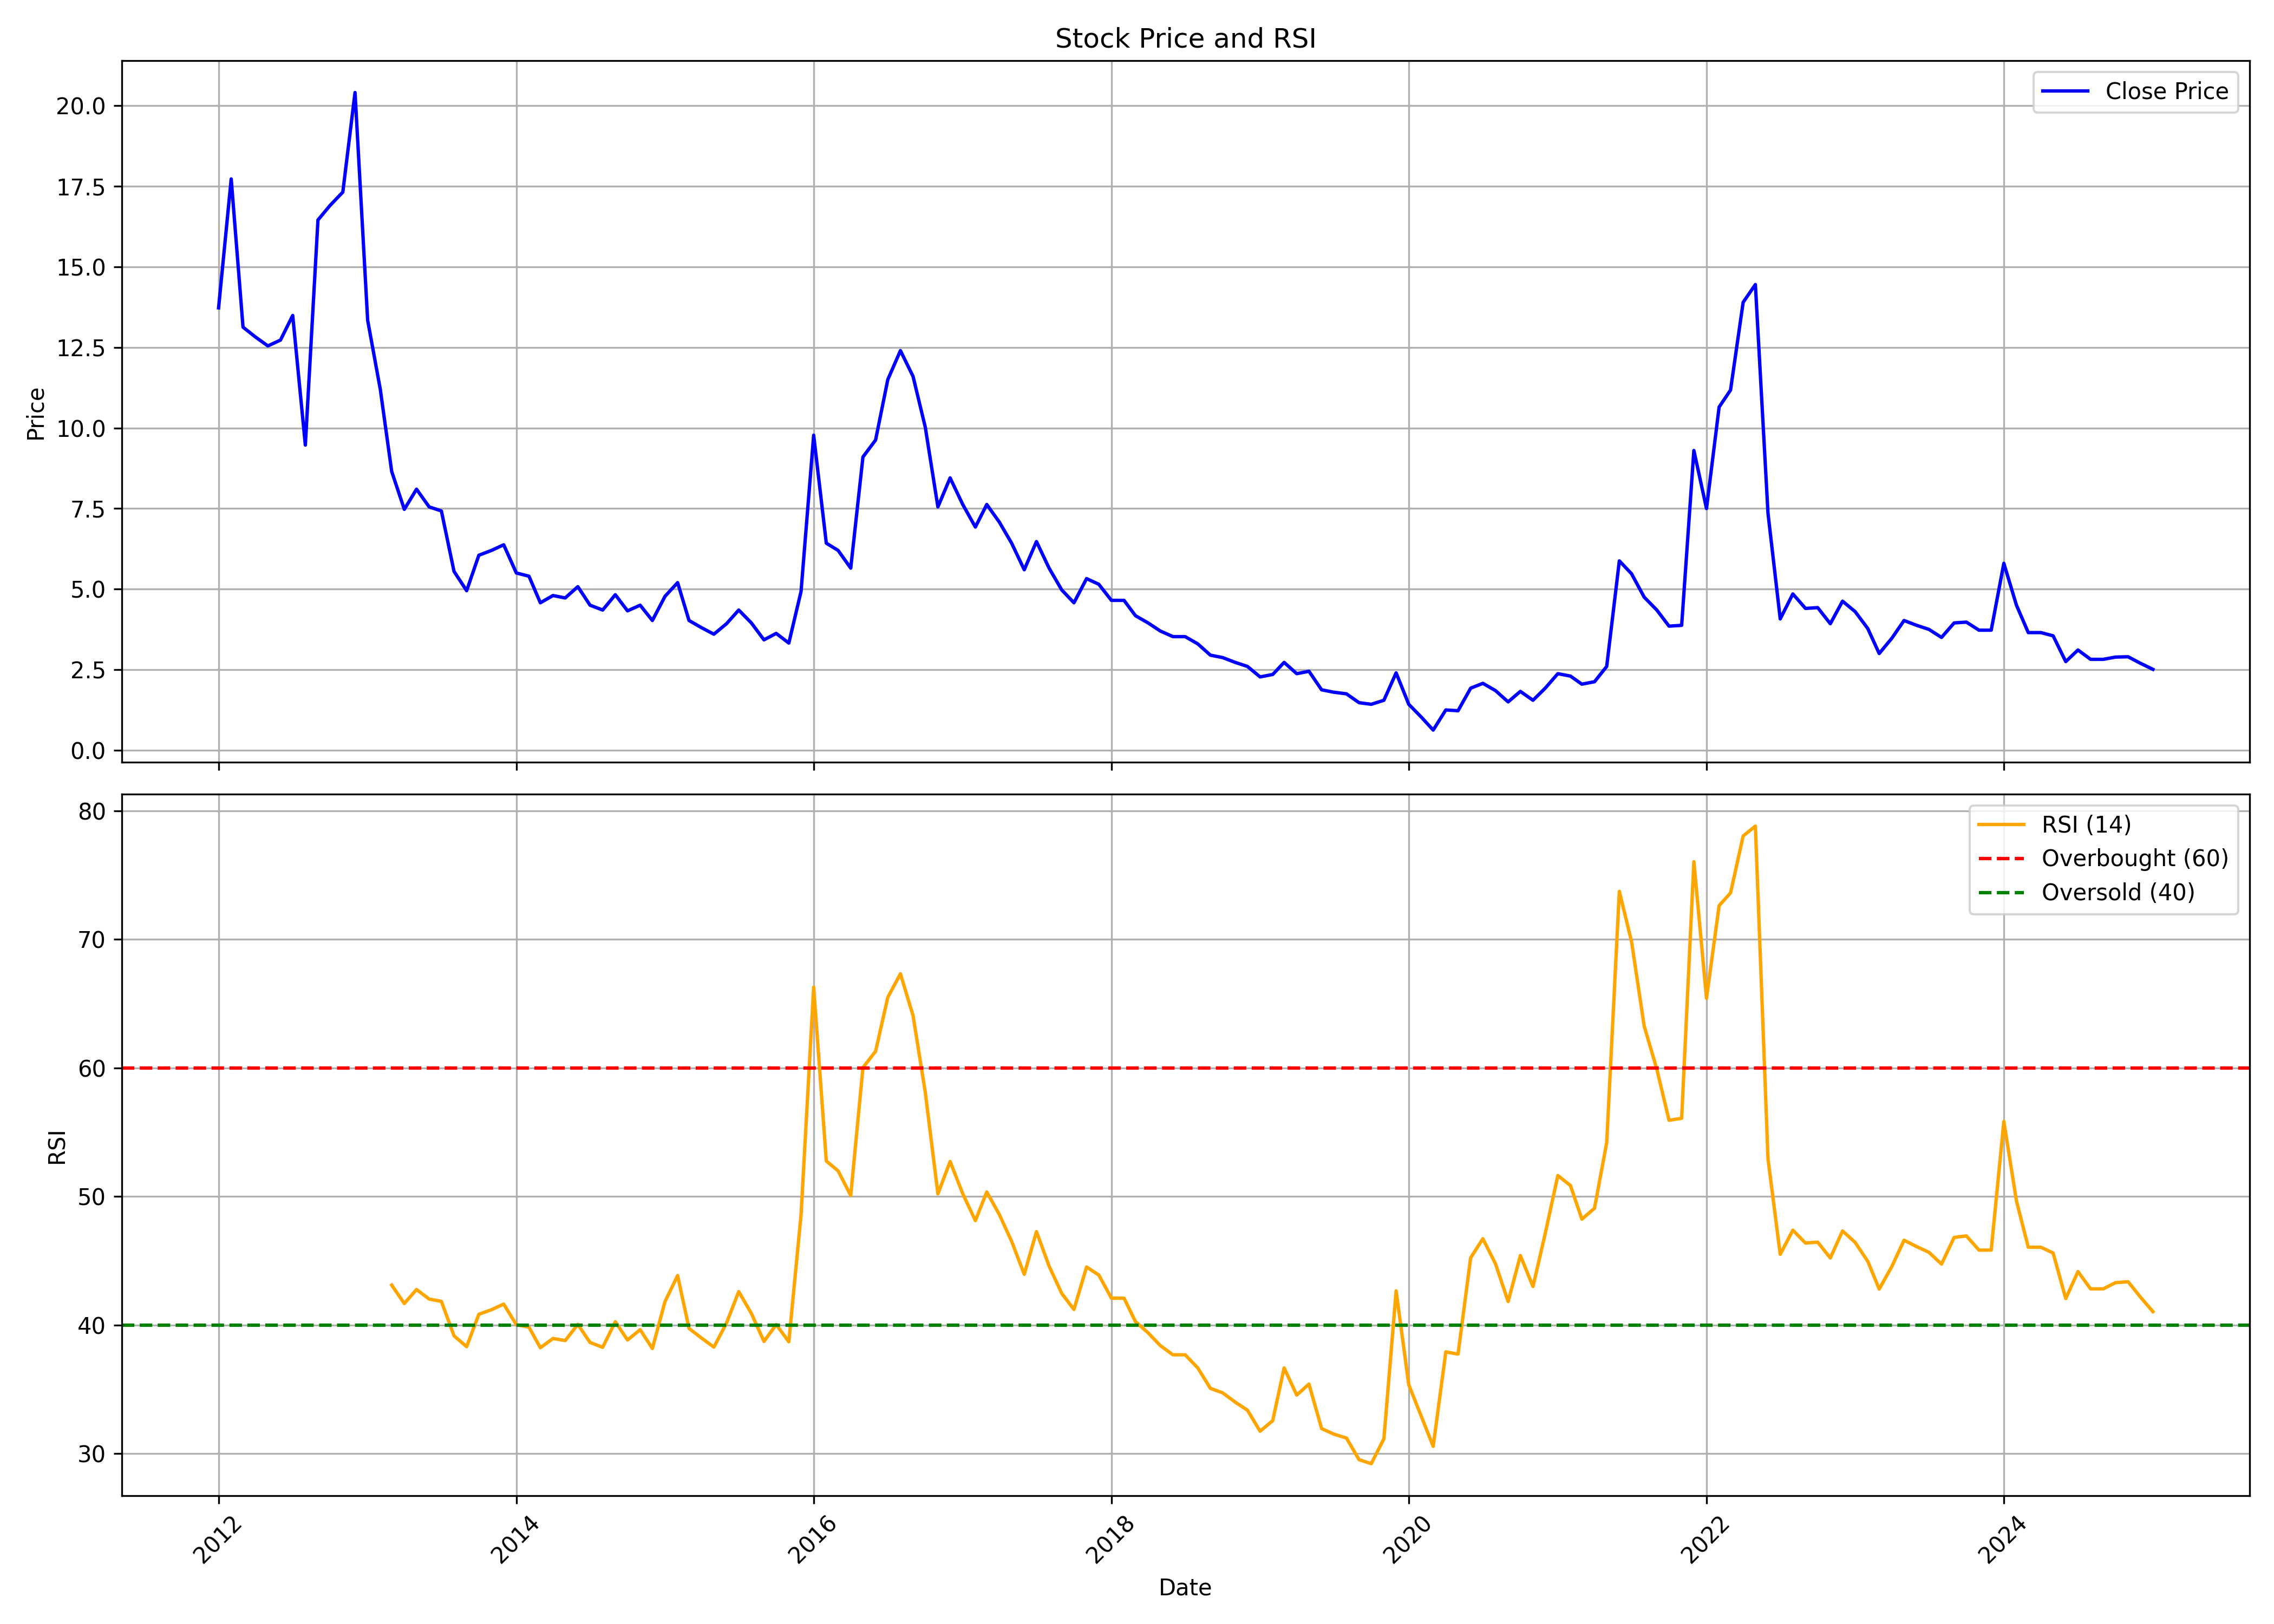 Stock Price and RSI
Close Price
Price
20.0
17.5
15.0
12.5
10.0
7.5
5.0
2.5
0.0
RSI (14)
Overbought (60)
Oversold (40)
RSI
80
70
60
50
40
30
2012
2014
2016
2018
2020
2022
2024
Date